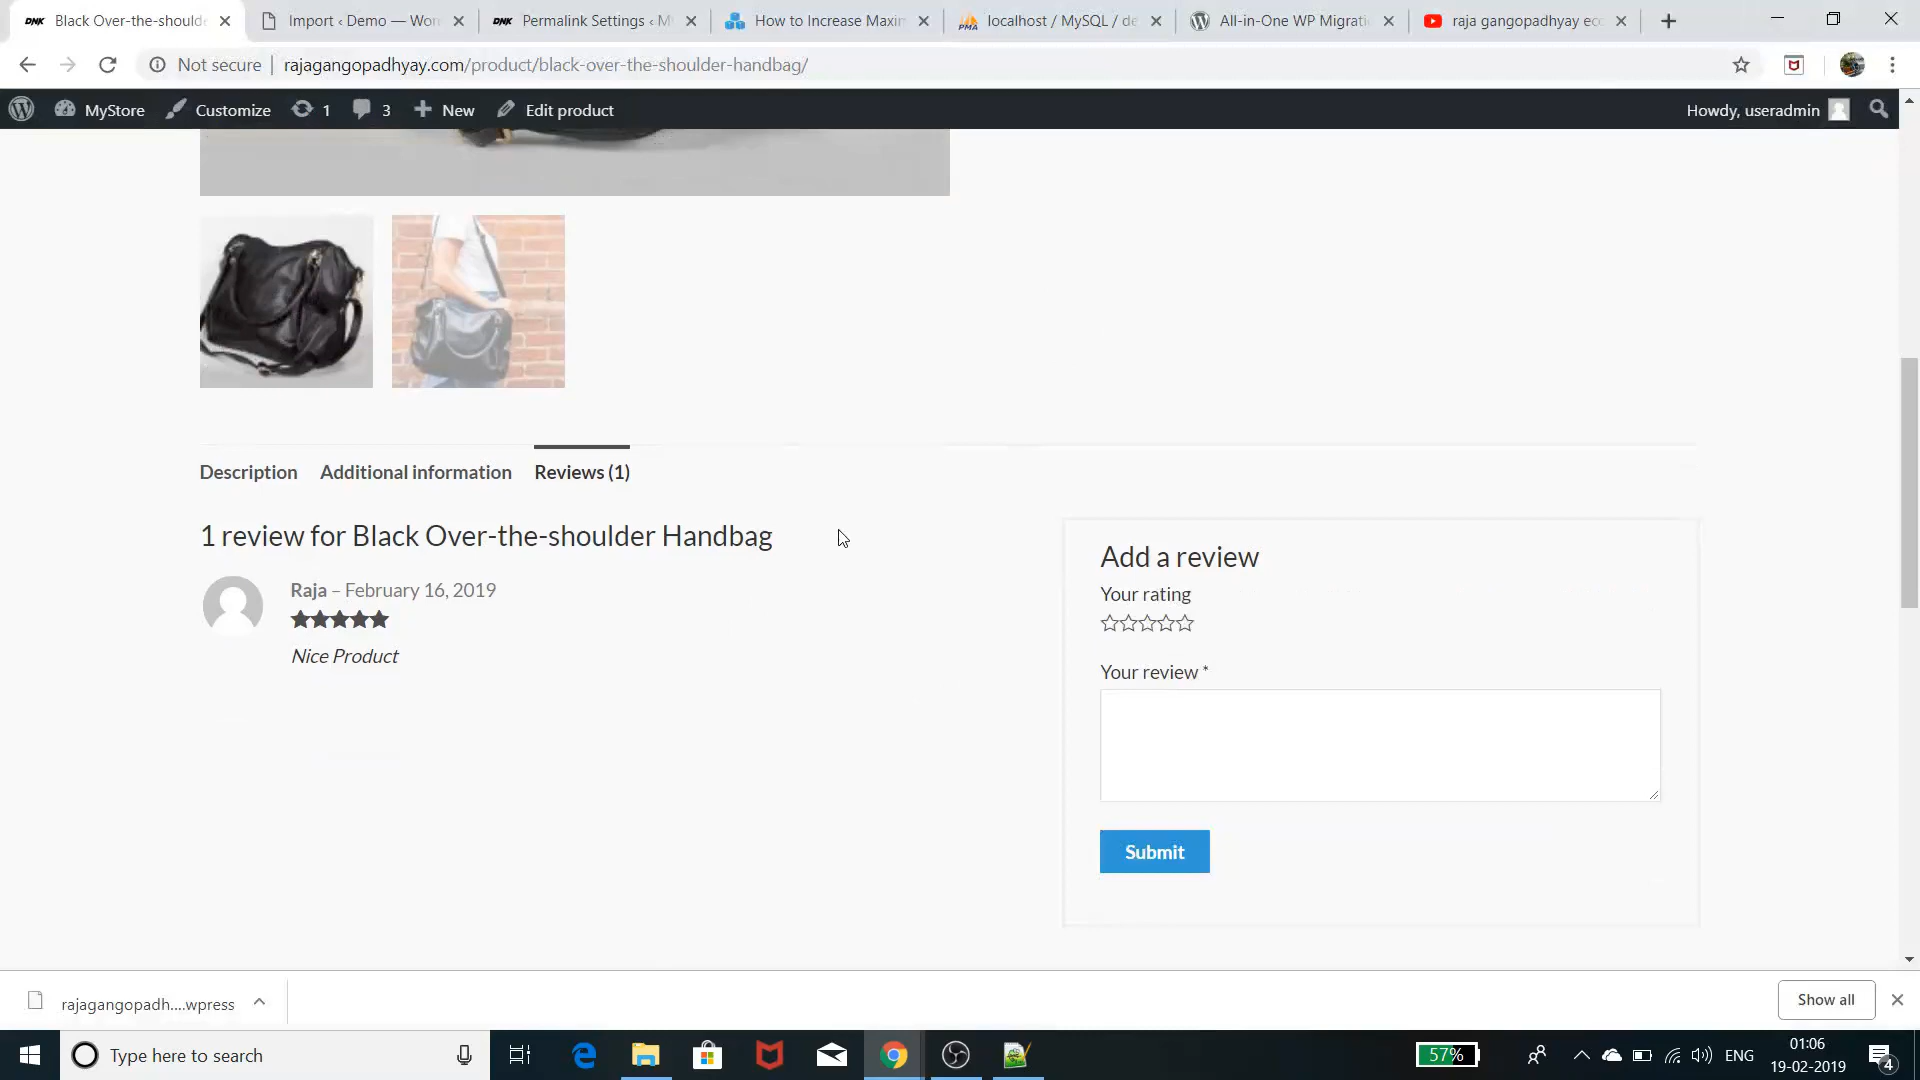 DNK Black Over-the-should
Import ‹ Demo — Wor
DNK Permalink Settings ‹ M
How to Increase Maxin
PMA localhost / MySQL / de
All-in-One WP Migrati
raja gangopadhyay ec
Not secure rajagangopadhyay.com/product/black-over-the-shoulder-handbag/
MyStore Customize 1 3 New Edit product Howdy, useradmin
Description Additional information Reviews (1)
1 review for Black Over-the-shoulder Handbag
Raja – February 16, 2019
Nice Product
Add a review
Your rating
Your review *
Submit
rajagangopadh....wpress
Show all
Type here to search
57%
ENG
01:06
19-02-2019
4